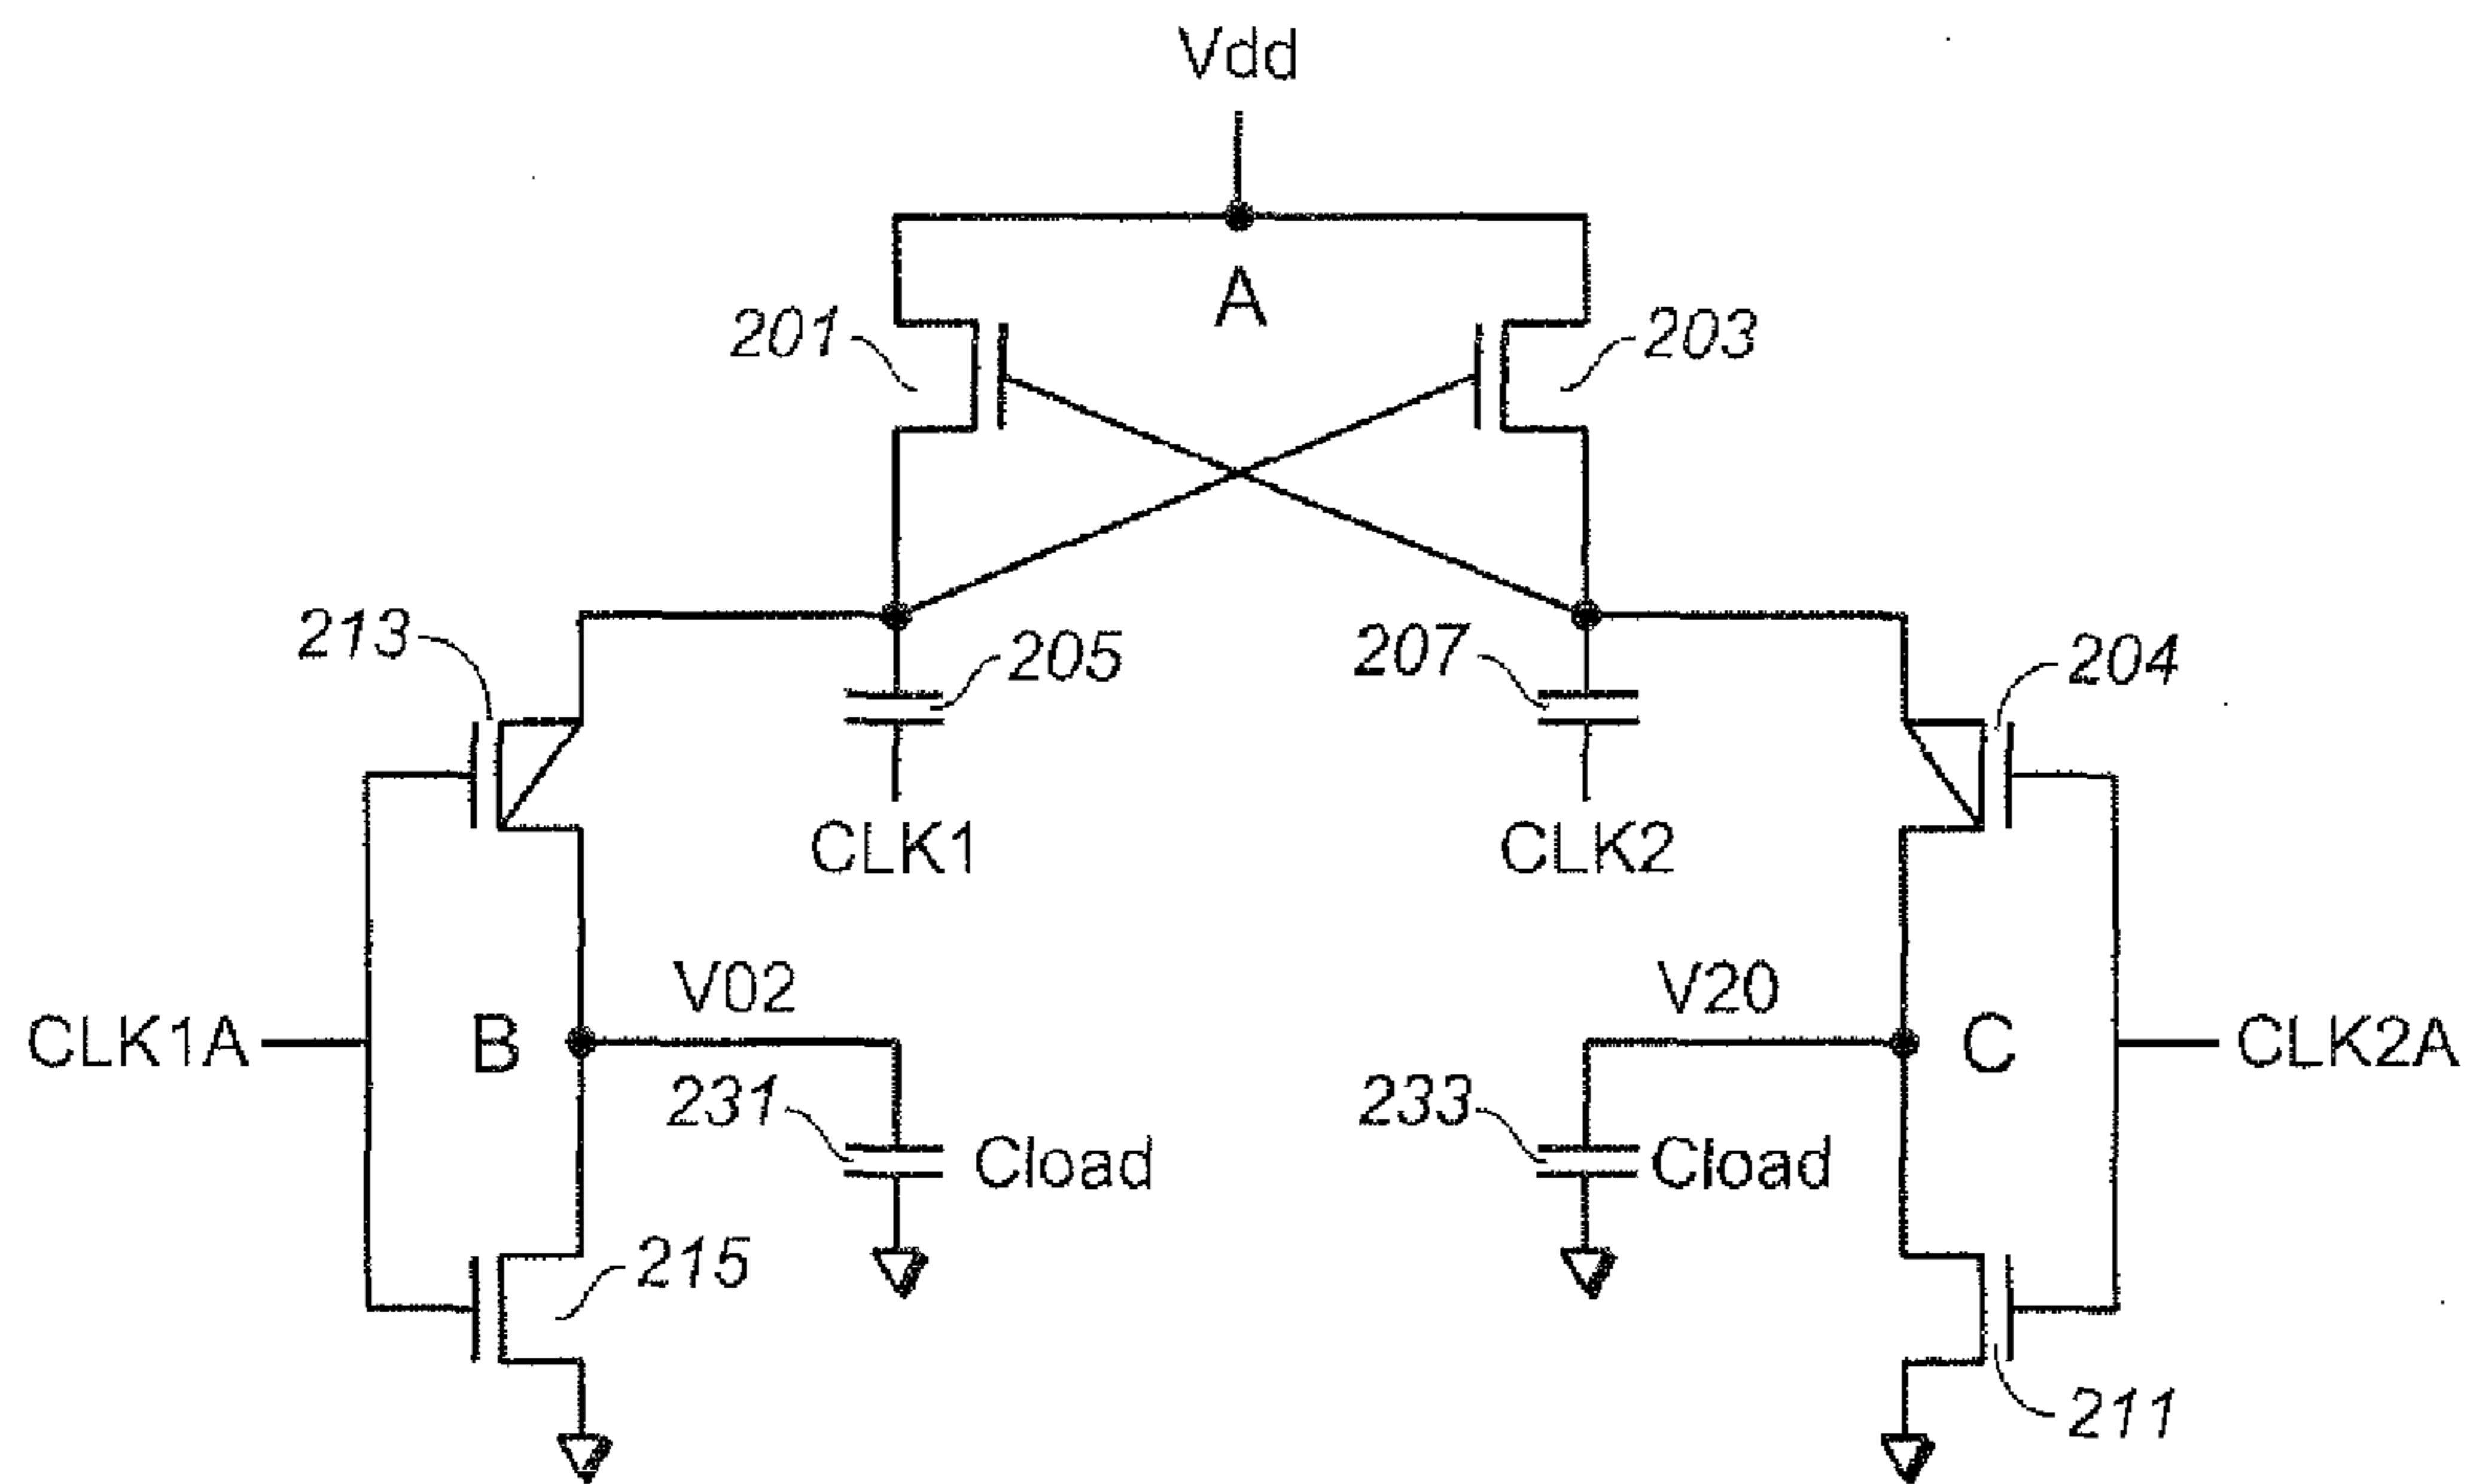 Vdd
A
201
203
213
205
207
204
CLK1
CLK2
V02
V20
CLK1A
B
C
CLK2A
231
Cload
233
Cload
215
211